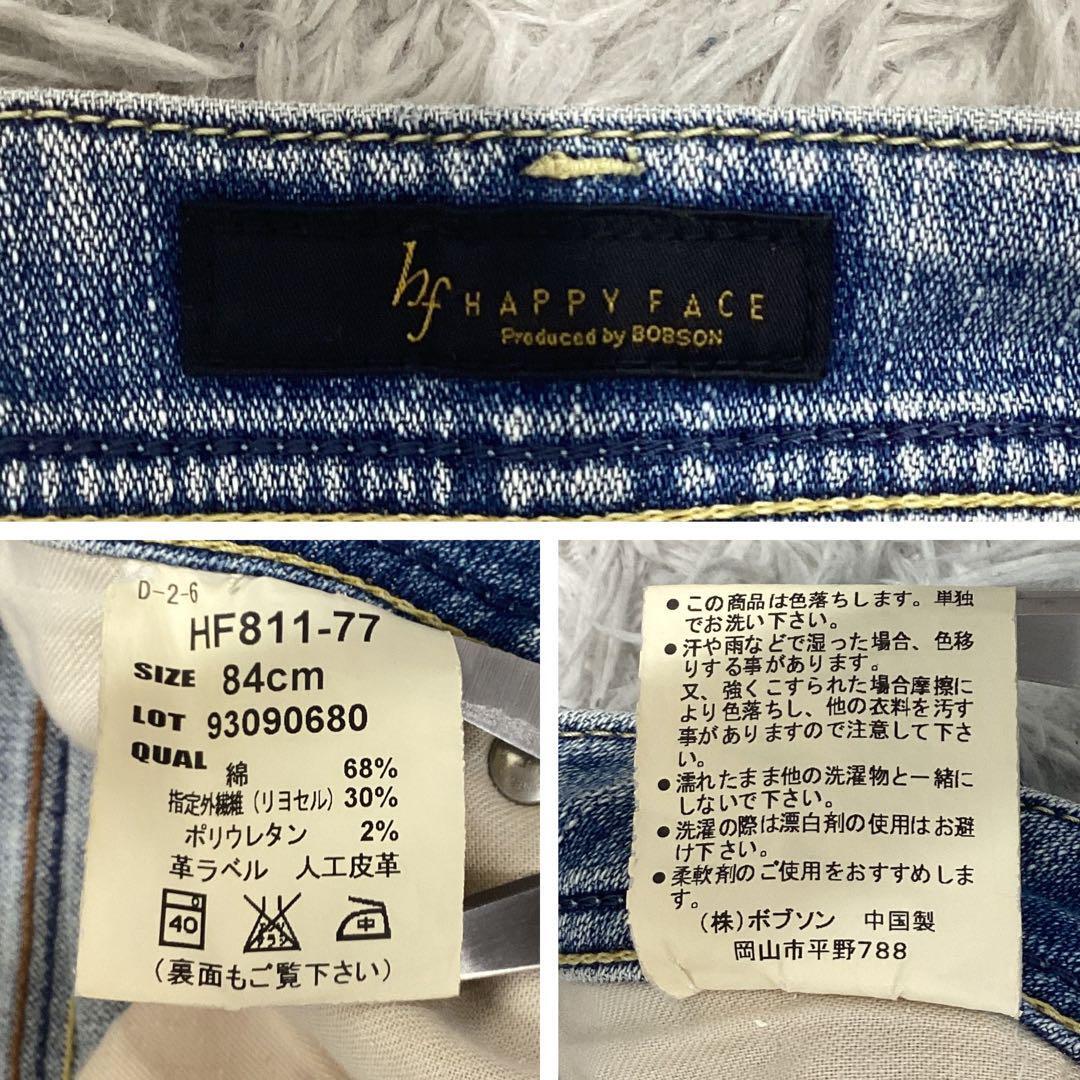 hf HAPPY FACE
Produced by BOBSON
D-2-6
HF811-77
SIZE 84cm
LOT 93090680
QUAL
綿 68%
指定外繊維(リヨセル) 30%
ポリウレタン 2%
革ラベル 人工皮革
40 エンソサラシ 中
(裏面もご覧下さい)
●この商品は色落ちします。単独
でお洗い下さい。
●汗や雨などで湿った場合、色移
りする事があります。
又、強くこすられた場合摩擦に
より色落ちし、他の衣料を汚す
事がありますので注意して下さ
い。
●濡れたまま他の洗濯物と一緒に
しないで下さい。
●洗濯の際は漂白剤の使用はお避
け下さい。
●柔軟剤のご使用をおすすめしま
す。
(株)ボブソン 中国製
岡山市平野788